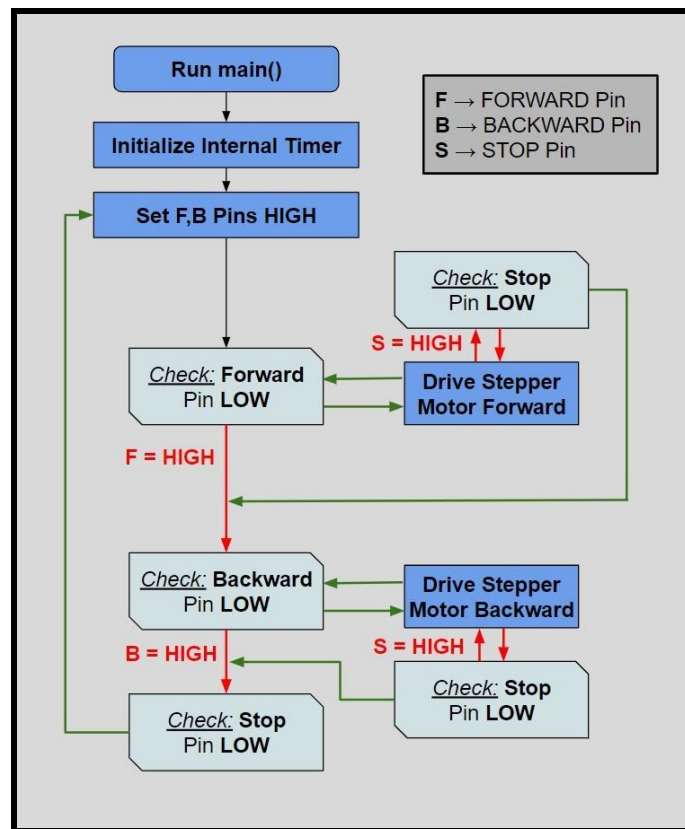 Run main()
F → FORWARD Pin
B → BACKWARD Pin
S → STOP Pin
Initialize Internal Timer
Set F,B Pins HIGH
Check: Stop
Pin LOW
S = HIGH
Check: Forward
Pin LOW
Drive Stepper
Motor Forward
F = HIGH
Check: Backward
Pin LOW
Drive Stepper
Motor Backward
B = HIGH
S = HIGH
Check: Stop
Pin LOW
Check: Stop
Pin LOW